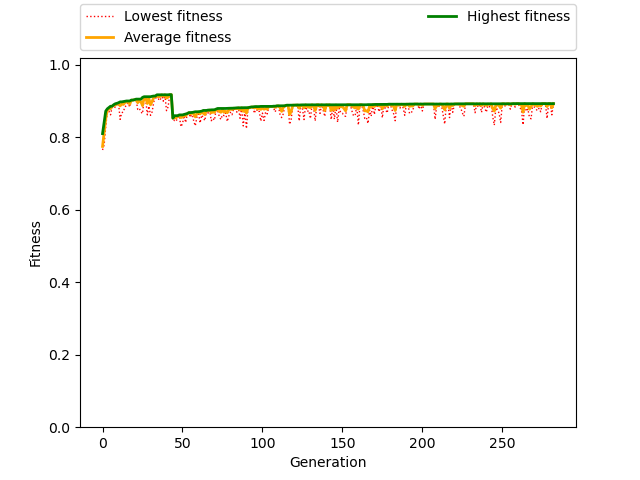 Lowest fitness
Average fitness
Highest fitness
1.0
0.8
0.6
0.4
0.2
0.0
Fitness
0 50 100 150 200 250
Generation